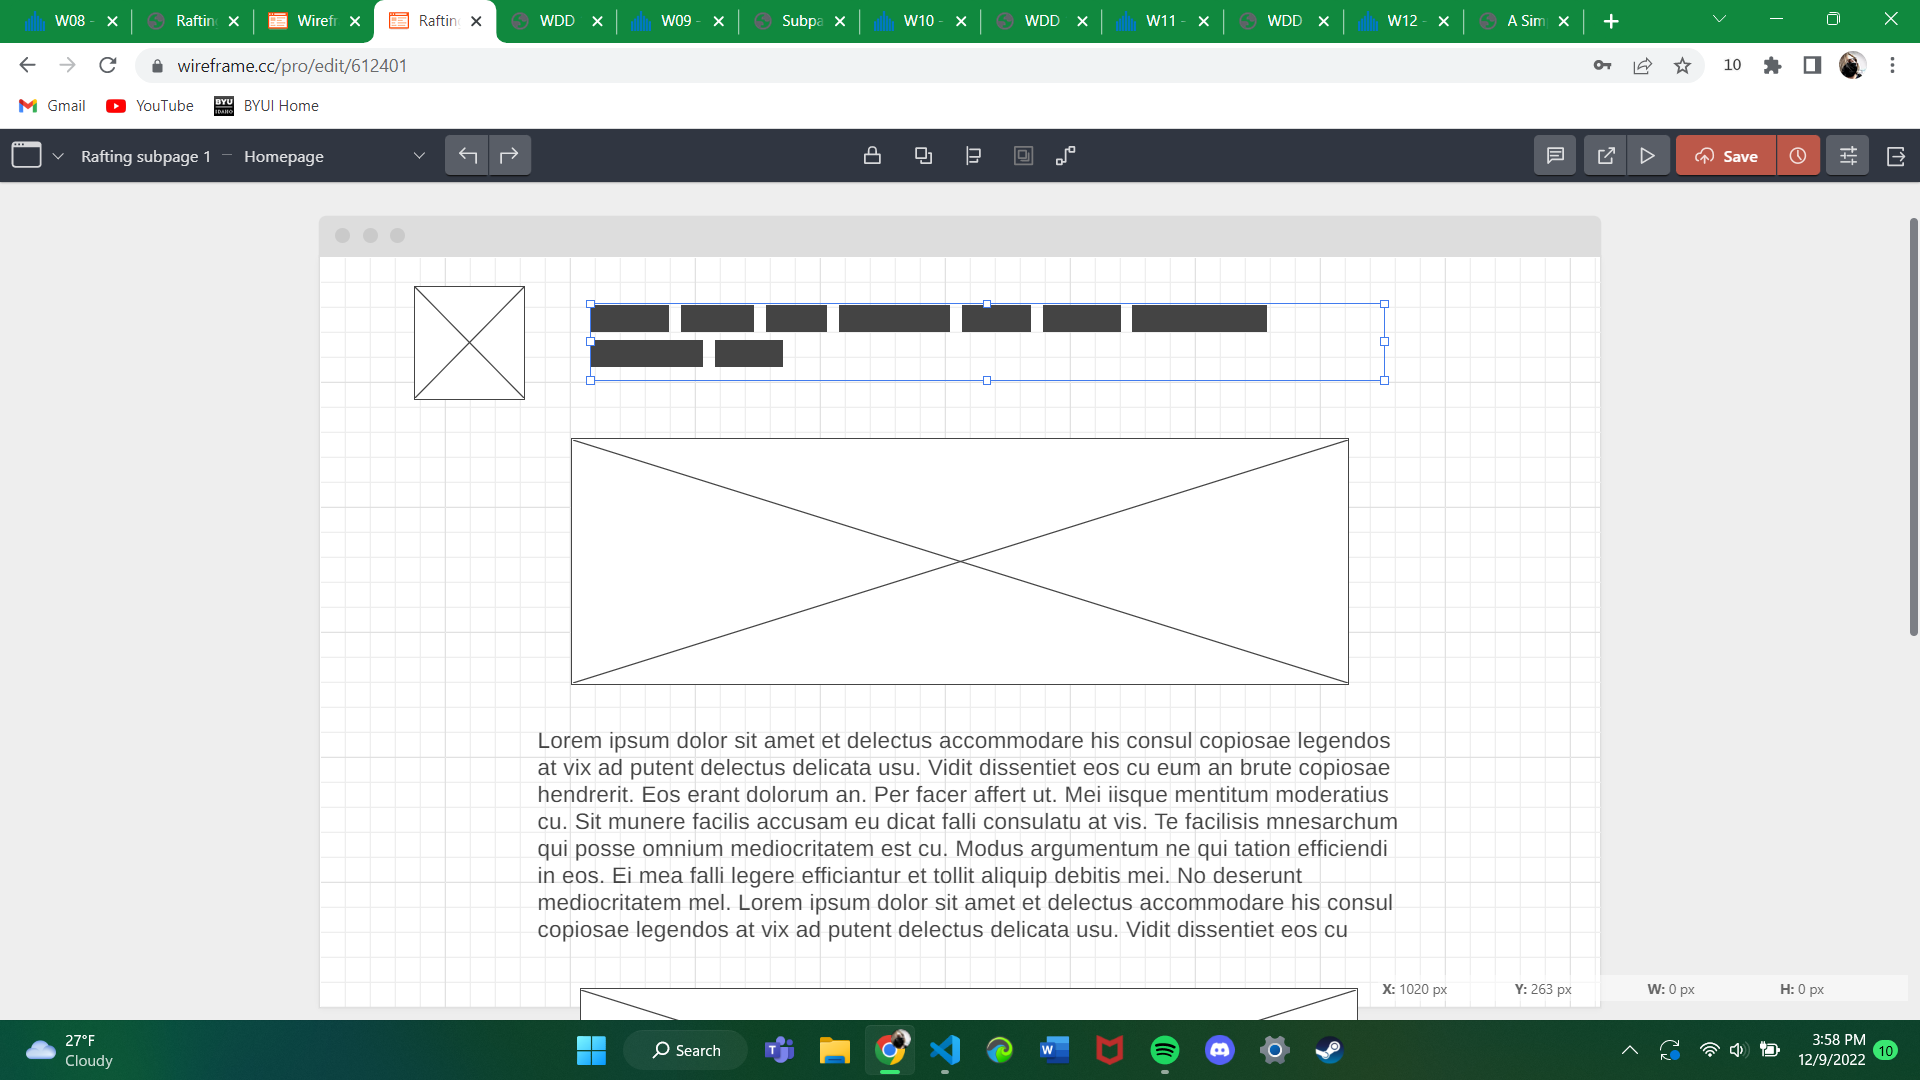 W08 -
Raftin
Wirefr
Raftin
WDD
W09 -
Subpa
W10 -
WDD
W11 -
WDD
W12 -
A Sim
wireframe.cc/pro/edit/612401
10
Gmail
YouTube
BYU
IDAHO
BYUI Home
Rafting subpage 1 – Homepage
Save
Lorem ipsum dolor sit amet et delectus accommodare his consul copiosae legendos
at vix ad putent delectus delicata usu. Vidit dissentiet eos cu eum an brute copiosae
hendrerit. Eos erant dolorum an. Per facer affert ut. Mei iisque mentitum moderatius
cu. Sit munere facilis accusam eu dicat falli consulatu at vis. Te facilisis mnesarchum
qui posse omnium mediocritatem est cu. Modus argumentum ne qui tation efficiendi
in eos. Ei mea falli legere efficiantur et tollit aliquip debitis mei. No deserunt
mediocritatem mel. Lorem ipsum dolor sit amet et delectus accommodare his consul
copiosae legendos at vix ad putent delectus delicata usu. Vidit dissentiet eos cu
X: 1020 px Y: 263 px W: 0 px H: 0 px
27°F
Cloudy
Search
3:58 PM
12/9/2022
10